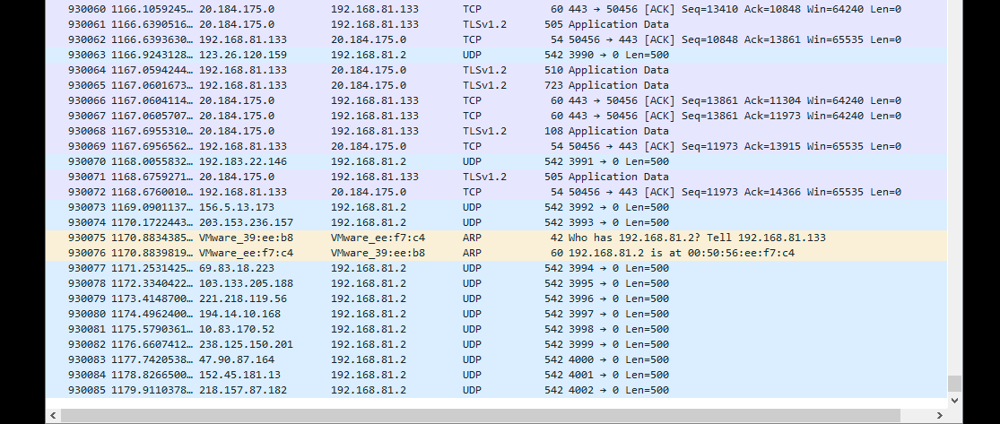 930060 1166.1059245… 20.184.175.0 192.168.81.133 TCP 60 443 → 50456 [ACK] Seq=13410 Ack=10848 Win=64240 Len=0
930061 1166.6390516… 20.184.175.0 192.168.81.133 TLSv1.2 505 Application Data
930062 1166.6393630… 192.168.81.133 20.184.175.0 TCP 54 50456 → 443 [ACK] Seq=10848 Ack=13861 Win=65535 Len=0
930063 1166.9243128… 123.26.120.159 192.168.81.2 UDP 542 3990 → 0 Len=500
930064 1167.0594244… 192.168.81.133 20.184.175.0 TLSv1.2 510 Application Data
930065 1167.0601673… 192.168.81.133 20.184.175.0 TLSv1.2 723 Application Data
930066 1167.0604114… 20.184.175.0 192.168.81.133 TCP 60 443 → 50456 [ACK] Seq=13861 Ack=11304 Win=64240 Len=0
930067 1167.0605707… 20.184.175.0 192.168.81.133 TCP 60 443 → 50456 [ACK] Seq=13861 Ack=11973 Win=64240 Len=0
930068 1167.6955310… 20.184.175.0 192.168.81.133 TLSv1.2 108 Application Data
930069 1167.6956562… 192.168.81.133 20.184.175.0 TCP 54 50456 → 443 [ACK] Seq=11973 Ack=13915 Win=65535 Len=0
930070 1168.0055832… 192.183.22.146 192.168.81.2 UDP 542 3991 → 0 Len=500
930071 1168.6759271… 20.184.175.0 192.168.81.133 TLSv1.2 505 Application Data
930072 1168.6760010… 192.168.81.133 20.184.175.0 TCP 54 50456 → 443 [ACK] Seq=11973 Ack=14366 Win=65535 Len=0
930073 1169.0901137… 156.5.13.173 192.168.81.2 UDP 542 3992 → 0 Len=500
930074 1170.1722443… 203.153.236.157 192.168.81.2 UDP 542 3993 → 0 Len=500
930075 1170.8834385… VMware_39:ee:b8 VMware_ee:f7:c4 ARP 42 Who has 192.168.81.2? Tell 192.168.81.133
930076 1170.8839819… VMware_ee:f7:c4 VMware_39:ee:b8 ARP 60 192.168.81.2 is at 00:50:56:ee:f7:c4
930077 1171.2531425… 69.83.18.223 192.168.81.2 UDP 542 3994 → 0 Len=500
930078 1172.3340422… 103.133.205.188 192.168.81.2 UDP 542 3995 → 0 Len=500
930079 1173.4148700… 221.218.119.56 192.168.81.2 UDP 542 3996 → 0 Len=500
930080 1174.4962400… 194.14.10.168 192.168.81.2 UDP 542 3997 → 0 Len=500
930081 1175.5790361… 10.83.170.52 192.168.81.2 UDP 542 3998 → 0 Len=500
930082 1176.6607412… 238.125.150.201 192.168.81.2 UDP 542 3999 → 0 Len=500
930083 1177.7420538… 47.90.87.164 192.168.81.2 UDP 542 4000 → 0 Len=500
930084 1178.8266500… 152.45.181.13 192.168.81.2 UDP 542 4001 → 0 Len=500
930085 1179.9110378… 218.157.87.182 192.168.81.2 UDP 542 4002 → 0 Len=500